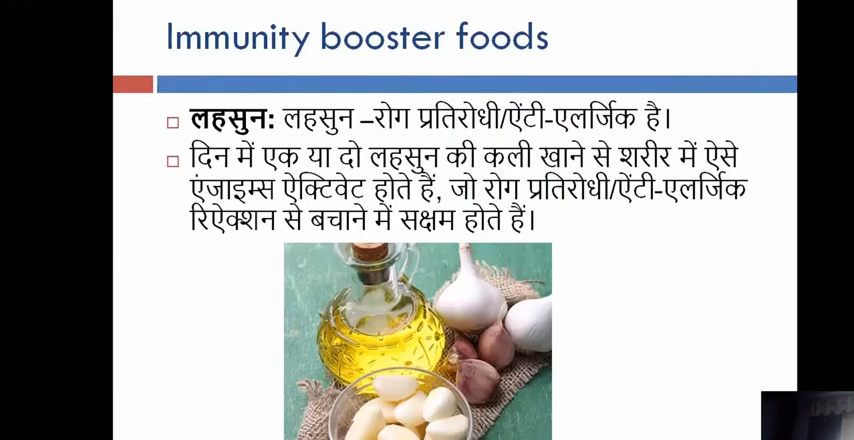 Immunity booster foods
लहसुन: लहसुन –रोग प्रतिरोधी/ऐंटी-एलर्जिक है।
दिन में एक या दो लहसुन की कली खाने से शरीर में ऐसे
एंजाइम्स ऐक्टिवेट होते हैं, जो रोग प्रतिरोधी/ऐंटी-एलर्जिक
रिऐक्शन से बचाने में सक्षम होते हैं।